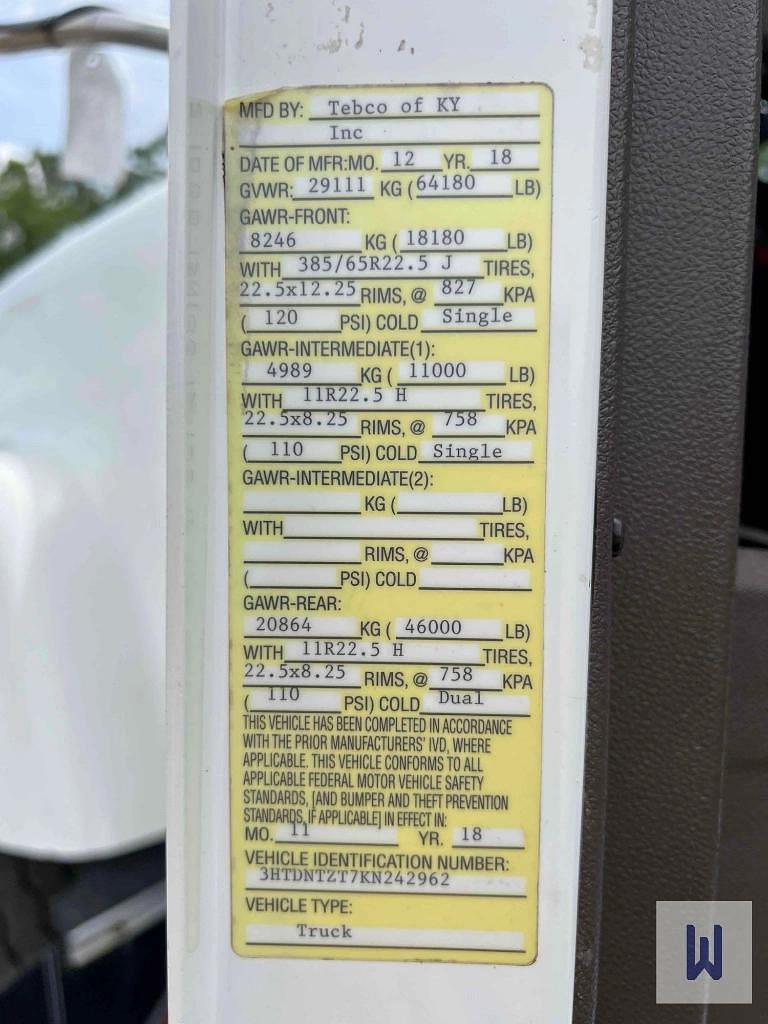 MFD BY: Tebco of KY
Inc
DATE OF MFR:MO. 12 YR. 18
GVWR: 29111 KG (64180 LB)
GAWR-FRONT:
8246 KG (18180 LB)
WITH 385/65R22.5 J TIRES,
22.5x12.25 RIMS, @ 827 KPA
( 120 PSI) COLD Single
GAWR-INTERMEDIATE(1):
4989 KG ( 11000 LB)
WITH 11R22.5 H TIRES,
22.5x8.25 RIMS, @ 758 KPA
( 110 PSI) COLD Single
GAWR-INTERMEDIATE(2):
KG ( LB)
WITH TIRES,
RIMS, @ KPA
( PSI) COLD
GAWR-REAR:
20864 KG ( 46000 LB)
WITH 11R22.5 H TIRES,
22.5x8.25 RIMS, @ 758 KPA
( 110 PSI) COLD Dual
THIS VEHICLE HAS BEEN COMPLETED IN ACCORDANCE
WITH THE PRIOR MANUFACTURERS' IVD, WHERE
APPLICABLE. THIS VEHICLE CONFORMS TO ALL
APPLICABLE FEDERAL MOTOR VEHICLE SAFETY
STANDARDS, [AND BUMPER AND THEFT PREVENTION
STANDARDS, IF APPLICABLE] IN EFFECT IN:
MO. 11 YR. 18
VEHICLE IDENTIFICATION NUMBER:
3HTDNTZT7KN242962
VEHICLE TYPE:
Truck
W